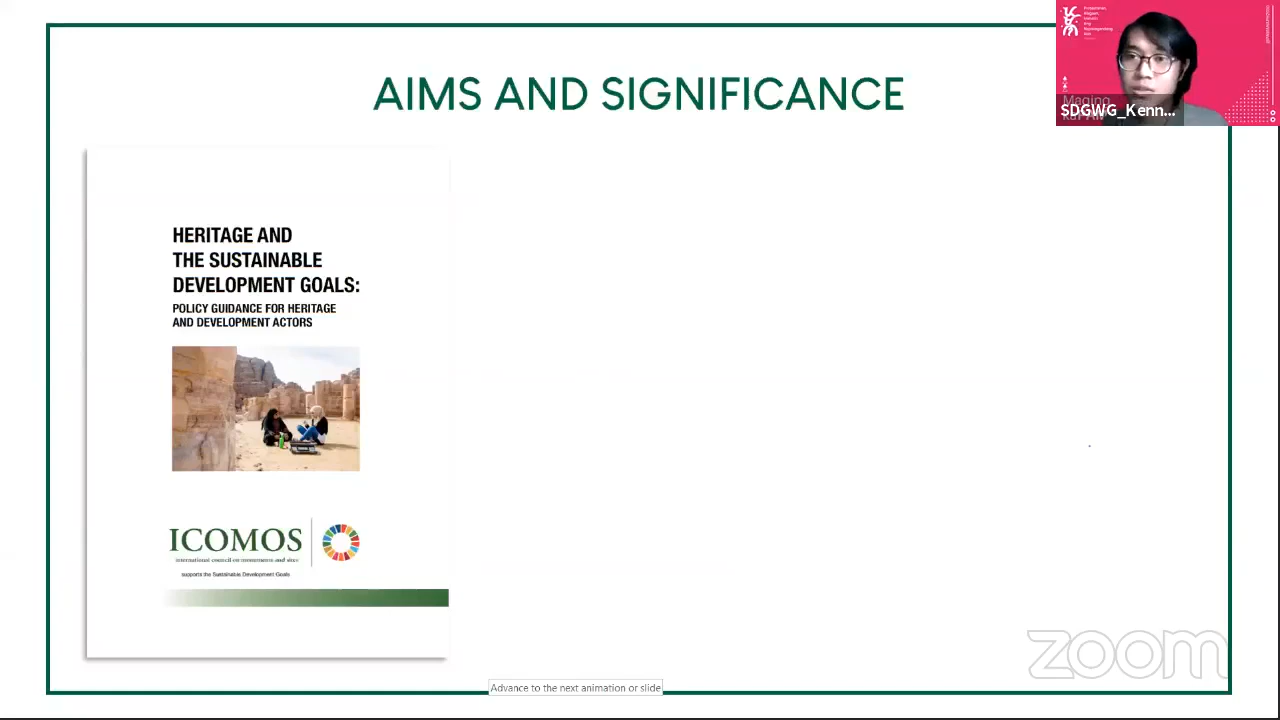 AIMS AND SIGNIFICANCE
SDGWG_Kenn...
HERITAGE AND
THE SUSTAINABLE
DEVELOPMENT GOALS:
POLICY GUIDANCE FOR HERITAGE
AND DEVELOPMENT ACTORS
ICOMOS
international council on monuments and sites
supports the Sustainable Development Goals
zoom
Advance to the next animation or slide